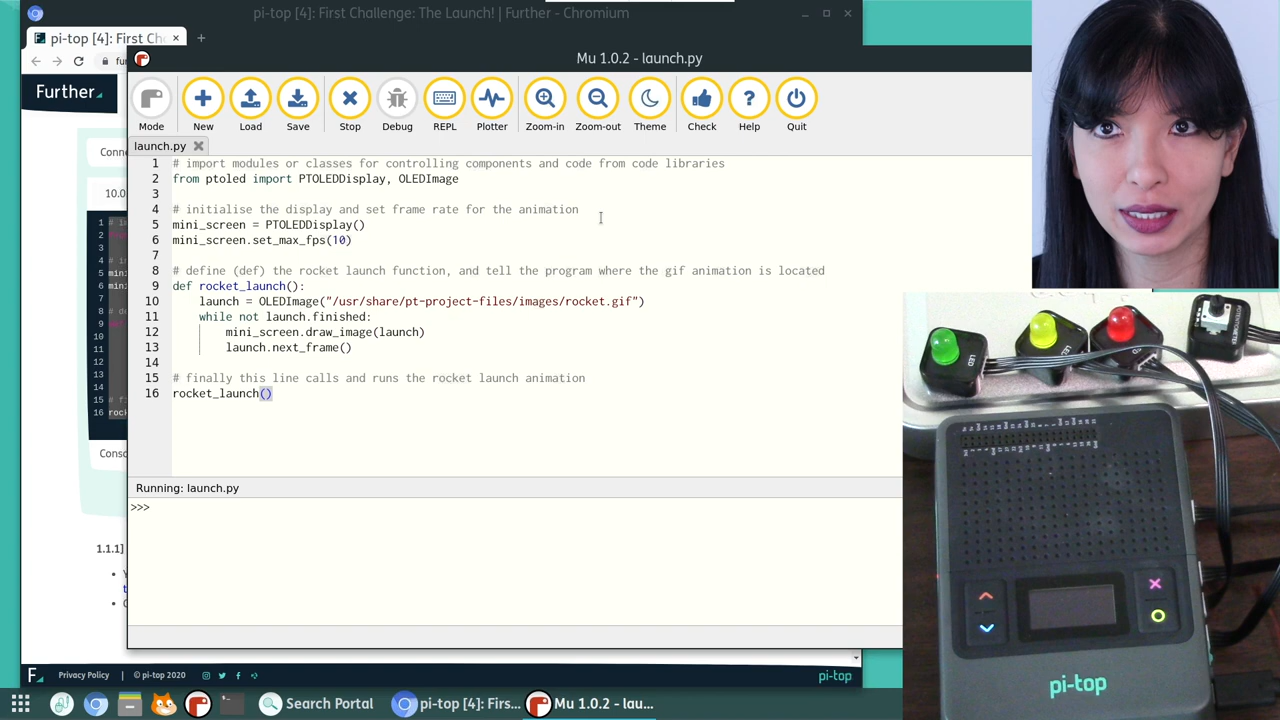 pi-top [4]: First Challenge: The Launch! | Further - Chromium
pi-top [4]: First Ch
Further
Conne
10.0
Mu 1.0.2 - launch.py
Mode New Load Save Stop Debug REPL Plotter Zoom-in Zoom-out Theme Check Help Quit
launch.py
1 # import modules or classes for controlling components and code from code libraries
2 from ptoled import PTOLEDDisplay, OLEDImage
3
4 # initialise the display and set frame rate for the animation
5 mini_screen = PTOLEDDisplay()
6 mini_screen.set_max_fps(10)
7
8 # define (def) the rocket launch function, and tell the program where the gif animation is located
9 def rocket_launch():
10 launch = OLEDImage("/usr/share/pt-project-files/images/rocket.gif")
11 while not launch.finished:
12 mini_screen.draw_image(launch)
13 launch.next_frame()
14
15 # finally this line calls and runs the rocket launch animation
16 rocket_launch()
Running: launch.py
>>>
1.1.1]
Privacy Policy | © pi-top 2020
pi-top
Search Portal
pi-top [4]: Firs...
Mu 1.0.2 - lau...
LED
POTENTIOMETER
pi-top